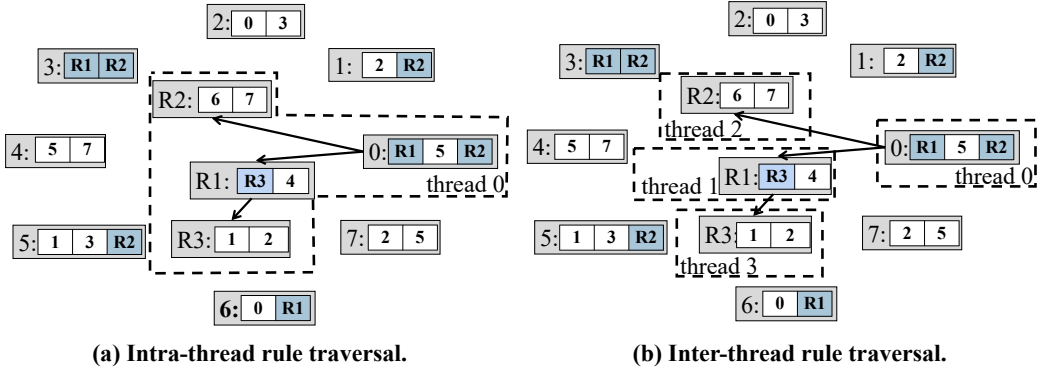 2: 0 3
3: R1 R2
1: 2 R2
R2: 6 7
4: 5 7
0: R1 5 R2
R1: R3 4
thread 0
5: 1 3 R2
R3: 1 2
7: 2 5
6: 0 R1
(a) Intra-thread rule traversal.
2: 0 3
3: R1 R2
1: 2 R2
R2: 6 7
thread 2
4: 5 7
0: R1 5 R2
thread 1
R1: R3 4
thread 0
5: 1 3 R2
R3: 1 2
7: 2 5
thread 3
6: 0 R1
(b) Inter-thread rule traversal.